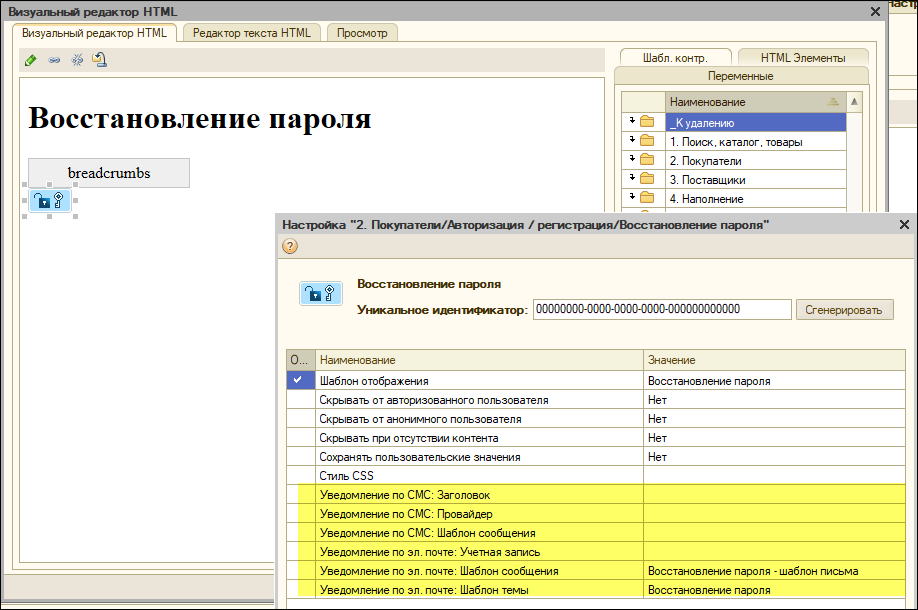 Визуальный редактор HTML
Визуальный редактор HTML Редактор текста HTML Просмотр
Шабл. контр. HTML Элементы
Переменные
Наименование
_К удалению
1. Поиск, каталог, товары
2. Покупатели
3. Поставщики
4. Наполнение
Восстановление пароля
breadcrumbs
Настройка "2. Покупатели/Авторизация / регистрация/Восстановление пароля"
Восстановление пароля
Уникальное идентификатор: 00000000-0000-0000-0000-000000000000 Сгенерировать
О... Наименование Значение
Шаблон отображения Восстановление пароля
Скрывать от авторизованного пользователя Нет
Скрывать от анонимного пользователя Нет
Скрывать при отсутствии контента Нет
Сохранять пользовательские значения Нет
Стиль CSS
Уведомление по СМС: Заголовок
Уведомление по СМС: Провайдер
Уведомление по СМС: Шаблон сообщения
Уведомление по эл. почте: Учетная запись
Уведомление по эл. почте: Шаблон сообщения Восстановление пароля - шаблон письма
Уведомление по эл. почте: Шаблон темы Восстановление пароля